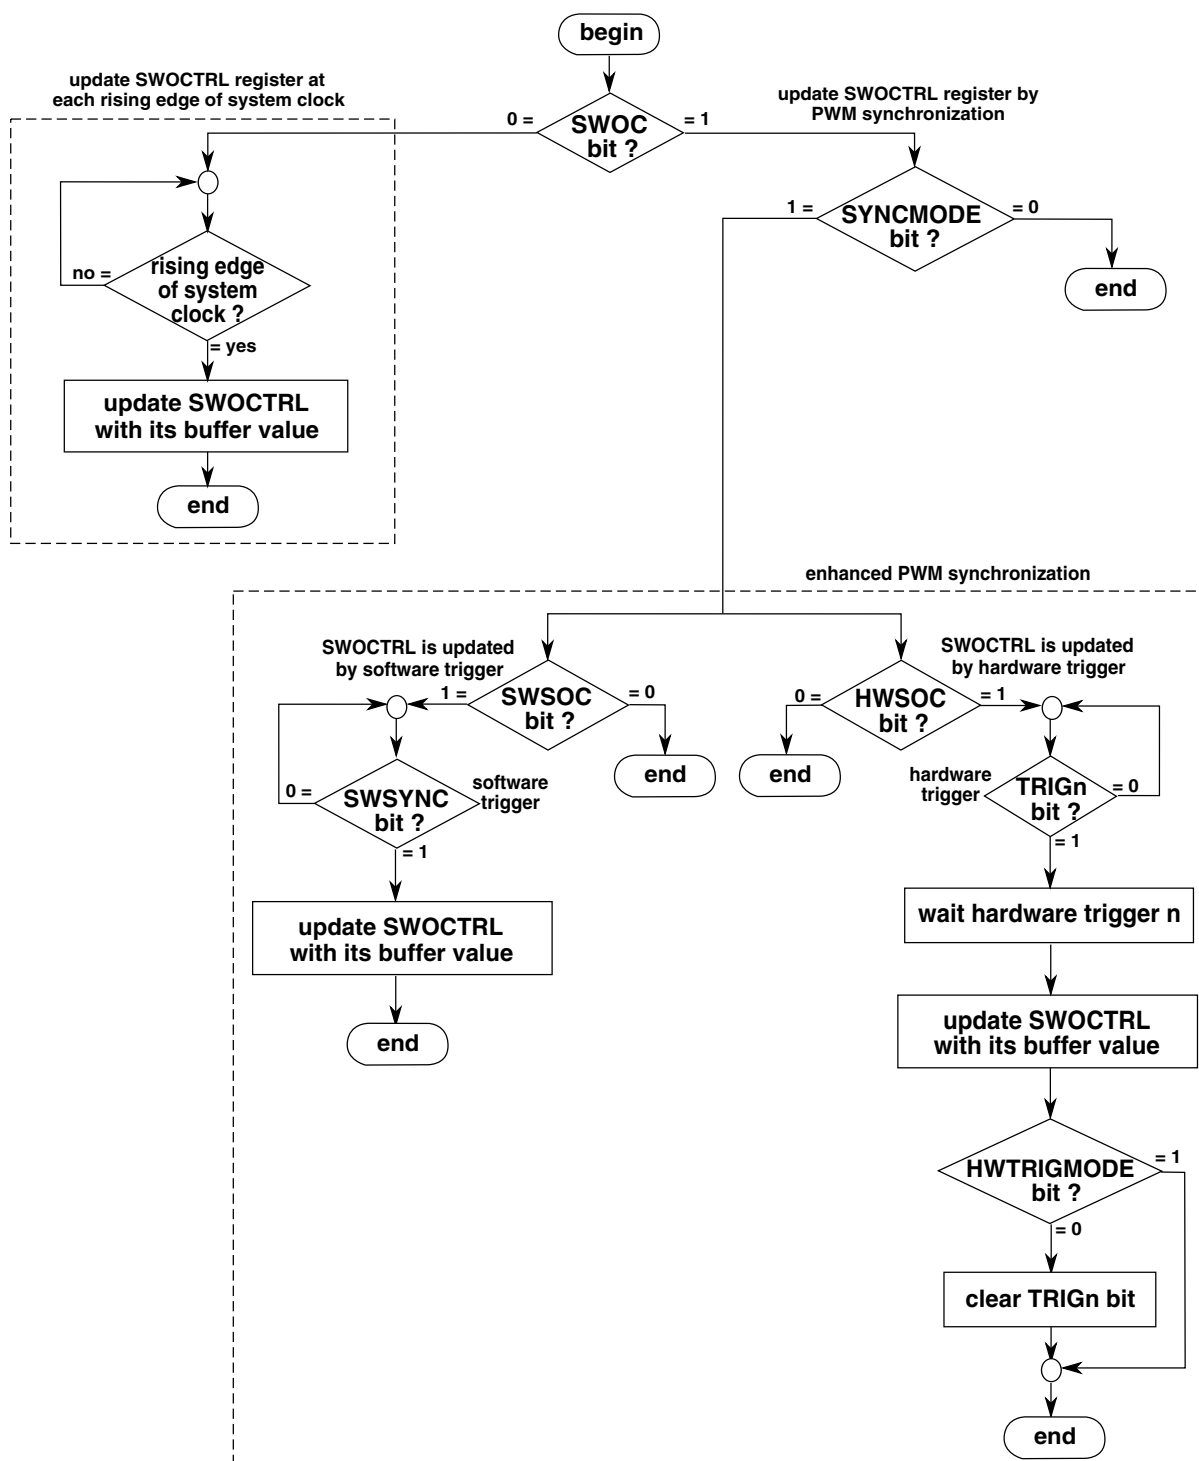 begin
update SWOCTRL register at
each rising edge of system clock
update SWOCTRL register by
PWM synchronization
0 =
SWOC
bit ?
= 1
1 =
SYNCMODE
bit ?
= 0
end
no =
rising edge
of system
clock ?
= yes
update SWOCTRL
with its buffer value
end
enhanced PWM synchronization
SWOCTRL is updated
by software trigger
SWOCTRL is updated
by hardware trigger
1 =
SWSOC
bit ?
= 0
end
0 =
HWSOC
bit ?
= 1
end
0 =
SWSYNC
bit ?
software
trigger
= 1
hardware
trigger
TRIGn
bit ?
= 0
= 1
update SWOCTRL
with its buffer value
end
wait hardware trigger n
update SWOCTRL
with its buffer value
HWTRIGMODE
bit ?
= 1
= 0
clear TRIGn bit
end